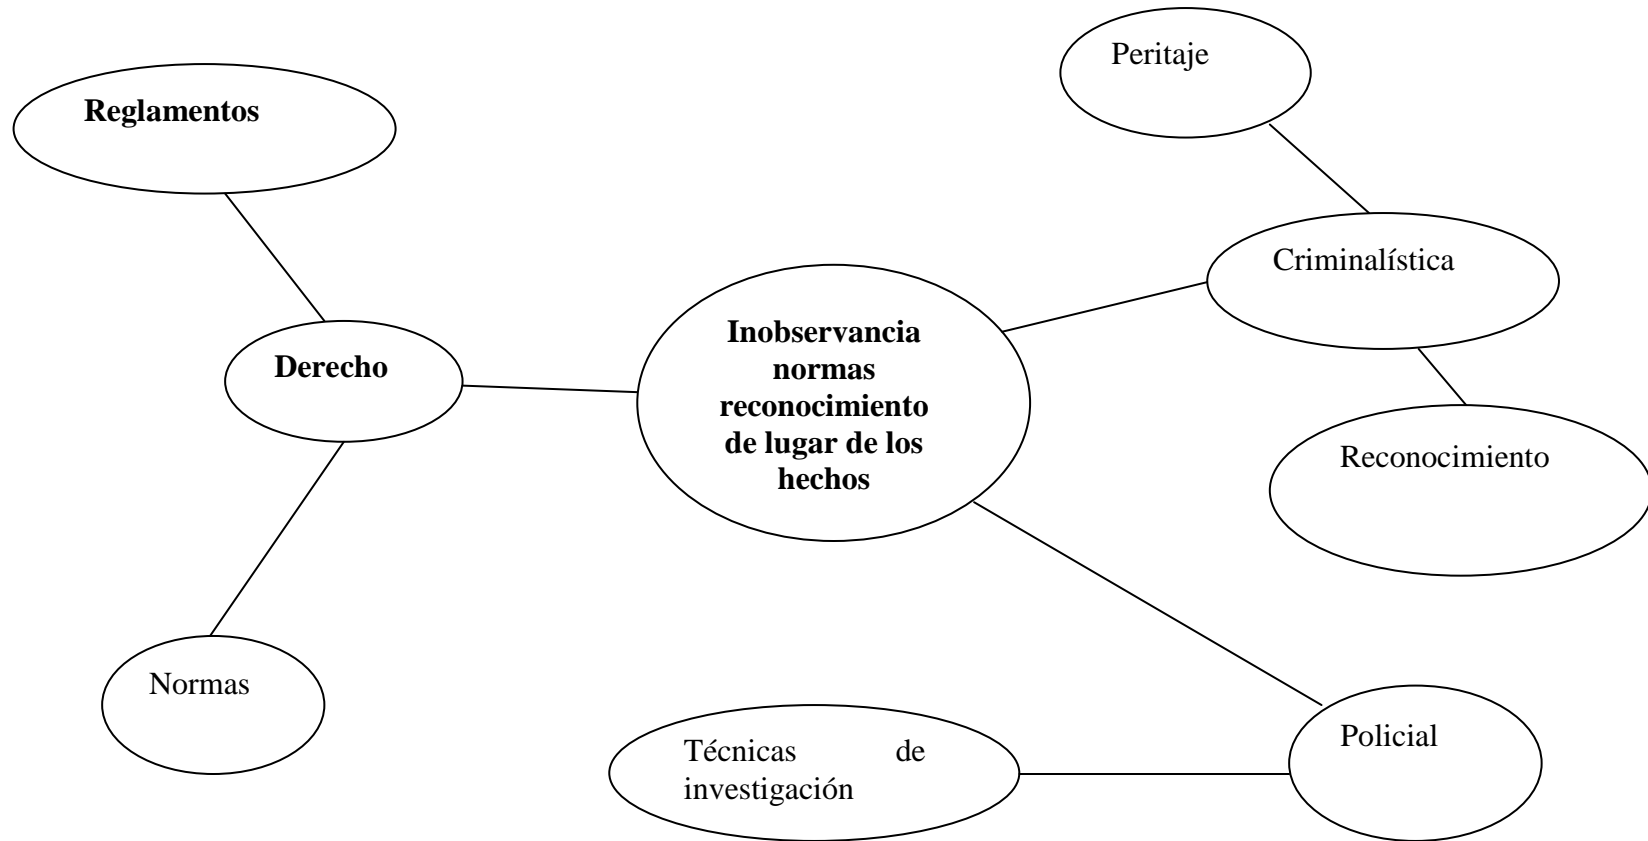 Peritaje
Reglamentos
Criminalística
Inobservancia
normas
reconocimiento
de lugar de los
hechos
Derecho
Reconocimiento
Normas
Técnicas de
investigación
Policial